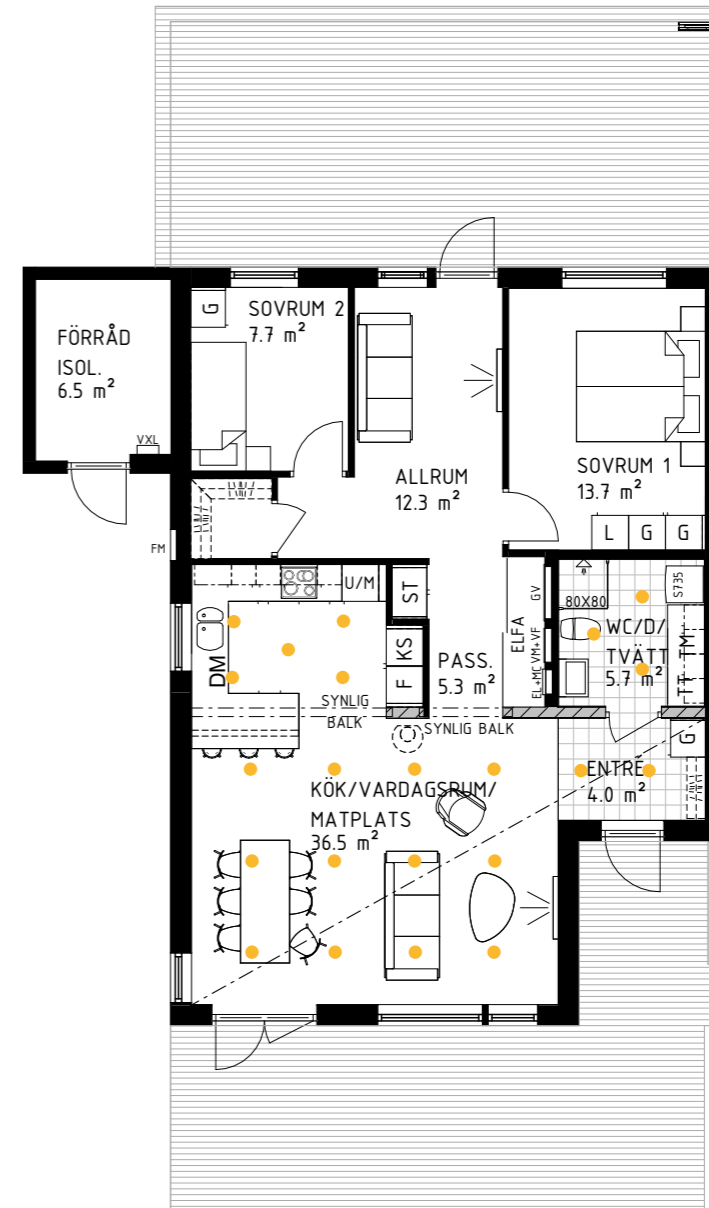 SOVRUM 2
7.7 m²
G
FÖRRÅD
ISOL.
6.5 m²
VXL
FM
ALLRUM
12.3 m²
SOVRUM 1
13.7 m²
L
G
G
U/M
ST
KS
F
DM
SYNLIG
BALK
PASS.
5.3 m²
ELFA
GV
VM+VF
EL+MC
SYNLIG BALK
80X80
S735
WC/D/
TVÄTT
5.7 m²
TM
TT
ENTRÉ
4.0 m²
G
KÖK/VARDAGSRUM/
MATPLATS
36.5 m²